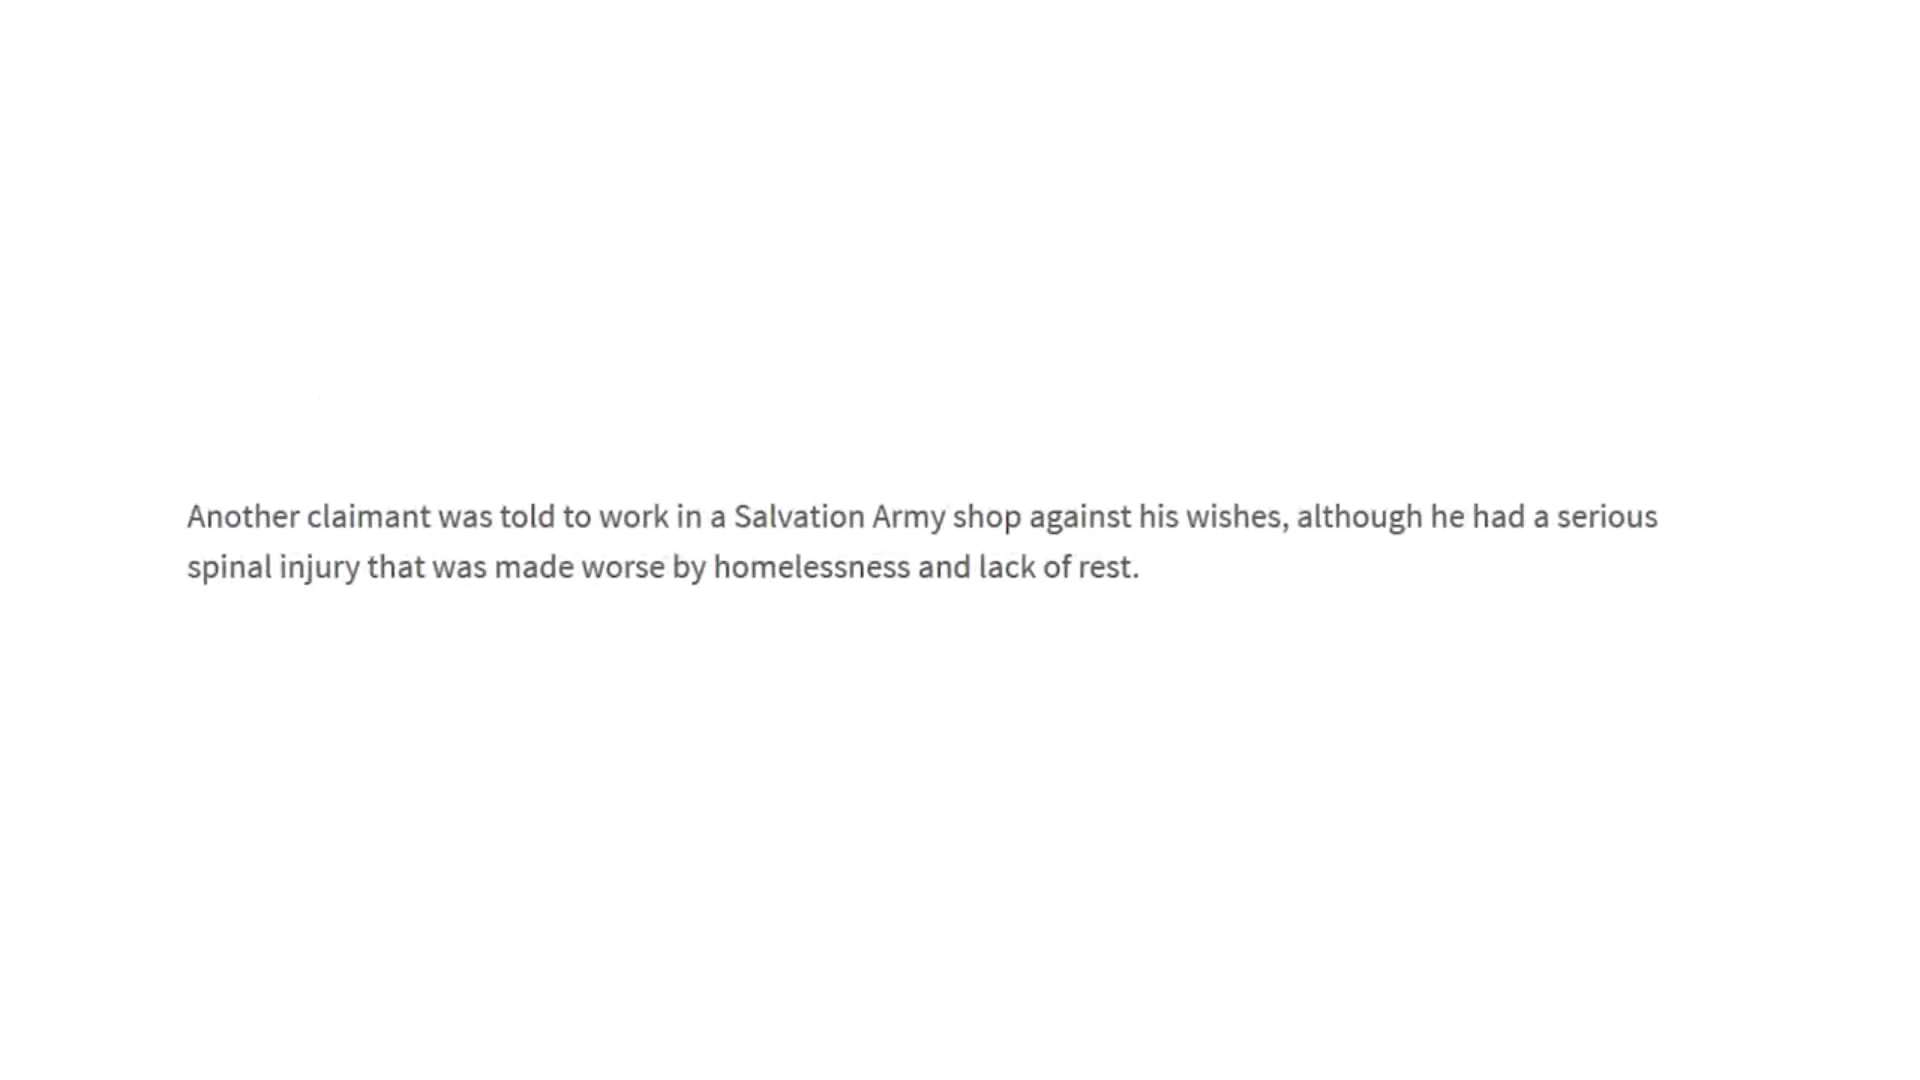 Another claimant was told to work in a Salvation Army shop against his wishes, although he had a serious
spinal injury that was made worse by homelessness and lack of rest.